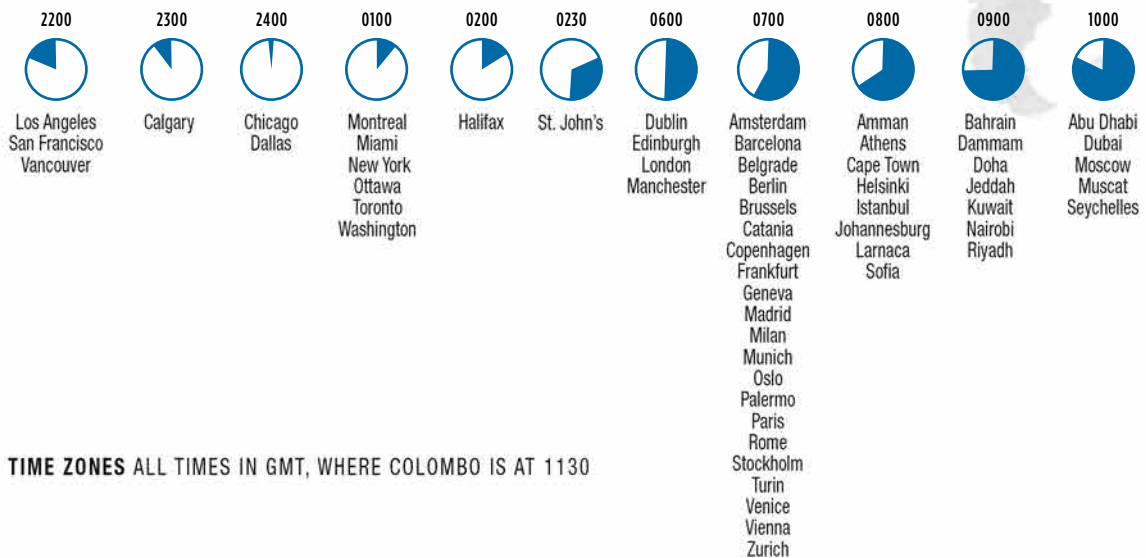 2200
Los Angeles
San Francisco
Vancouver
2300
Calgary
2400
Chicago
Dallas
0100
Montreal
Miami
New York
Ottawa
Toronto
Washington
0200
Halifax
0230
St. John's
0600
Dublin
Edinburgh
London
Manchester
0700
Amsterdam
Barcelona
Belgrade
Berlin
Brussels
Catania
Copenhagen
Frankfurt
Geneva
Madrid
Milan
Munich
Oslo
Palermo
Paris
Rome
Stockholm
Turin
Venice
Vienna
Zurich
0800
Amman
Athens
Cape Town
Helsinki
Istanbul
Johannesburg
Larnaca
Sofia
0900
Bahrain
Dammam
Doha
Jeddah
Kuwait
Nairobi
Riyadh
1000
Abu Dhabi
Dubai
Moscow
Muscat
Seychelles
TIME ZONES ALL TIMES IN GMT, WHERE COLOMBO IS AT 1130